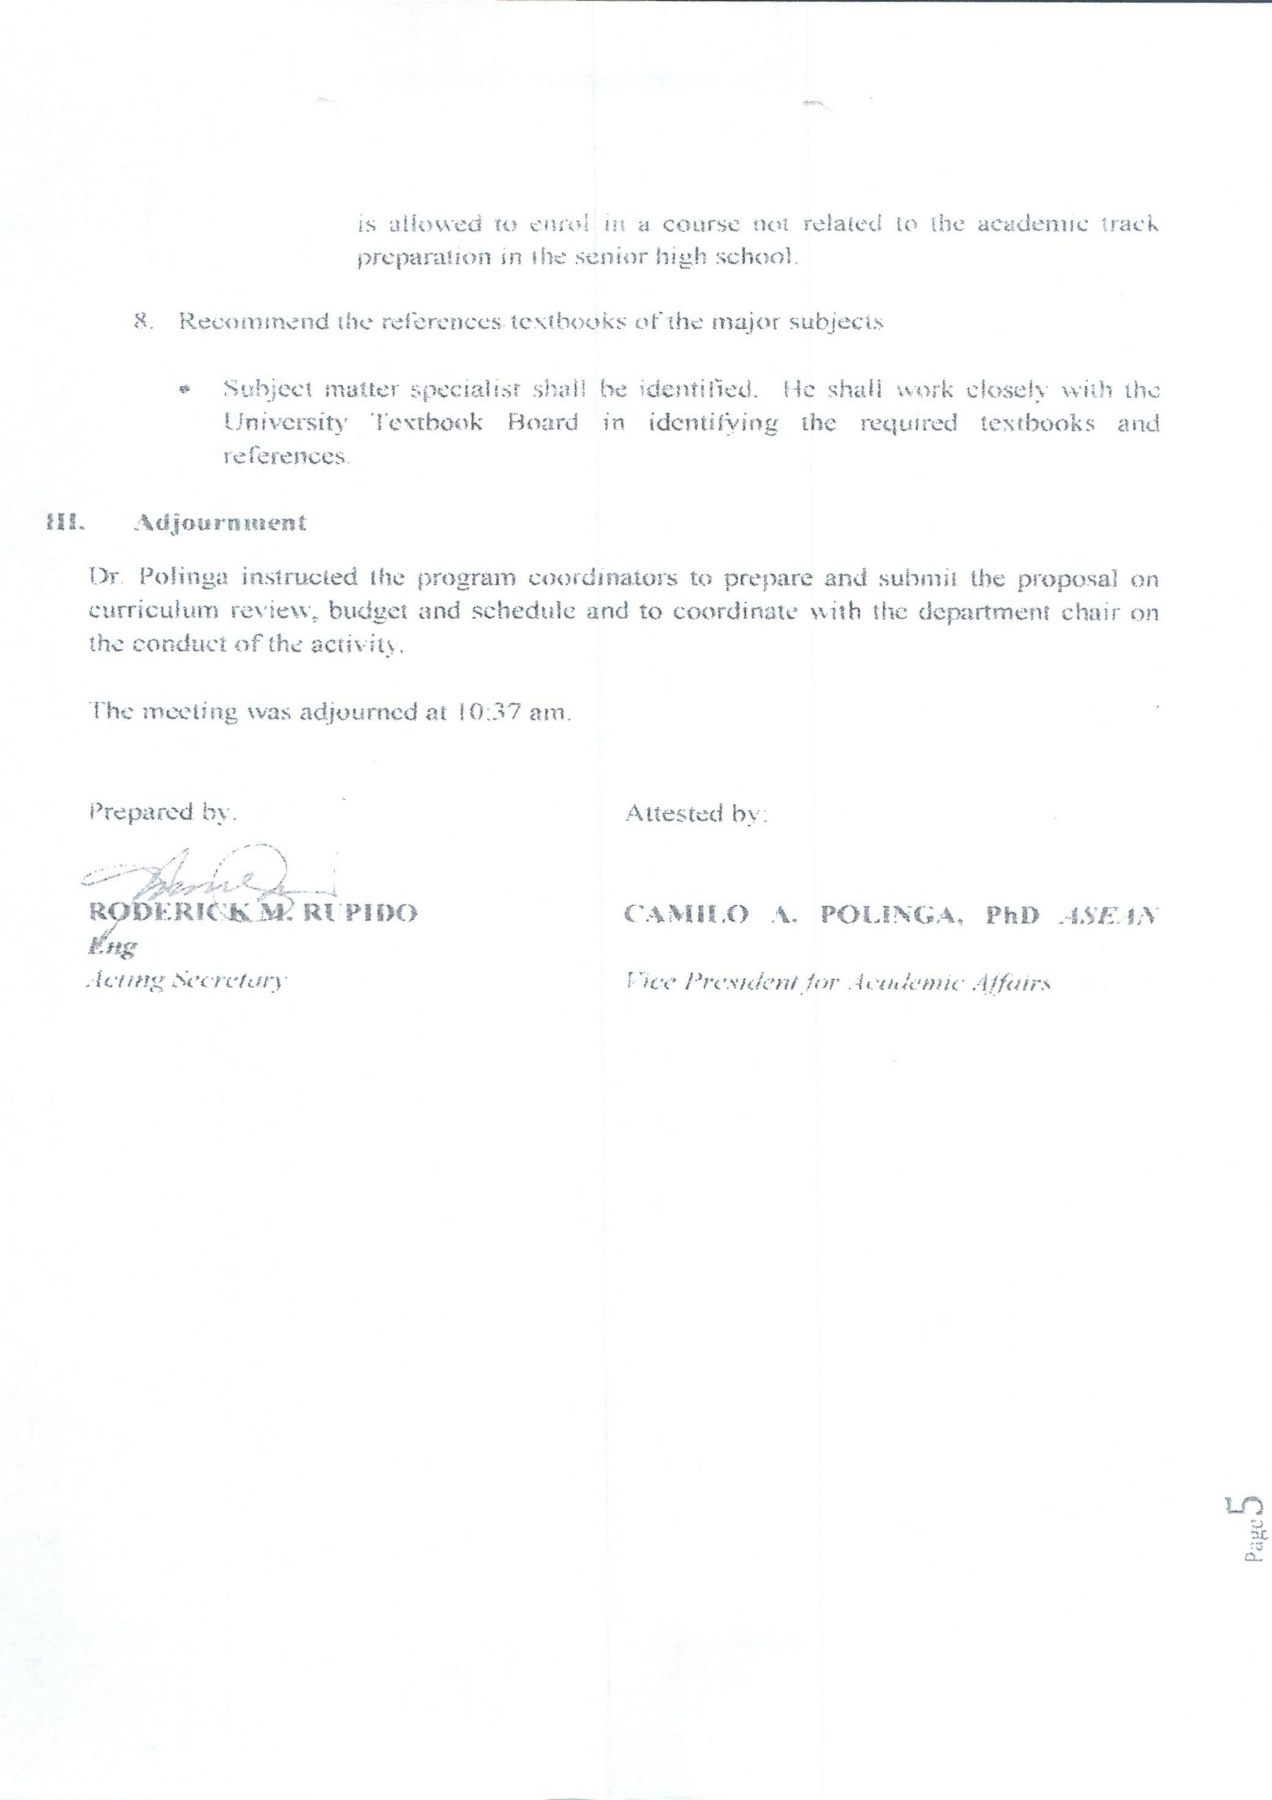 is allowed to enrol in a course not related to the academic track
preparation in the senior high school.
8. Recommend the references textbooks of the major subjects
• Subject matter specialist shall be identified. He shall work closely with the
University Textbook Board in identifying the required textbooks and
references.
III. Adjournment
Dr. Polinga instructed the program coordinators to prepare and submit the proposal on
curriculum review, budget and schedule and to coordinate with the department chair on
the conduct of the activity.
The meeting was adjourned at 10:37 am.
Prepared by: Attested by:
RODERICK M. RUPIDO CAMILO A. POLINGA, PhD ASEAN
Eng
Acting Secretary Vice President for Academic Affairs
Page 5